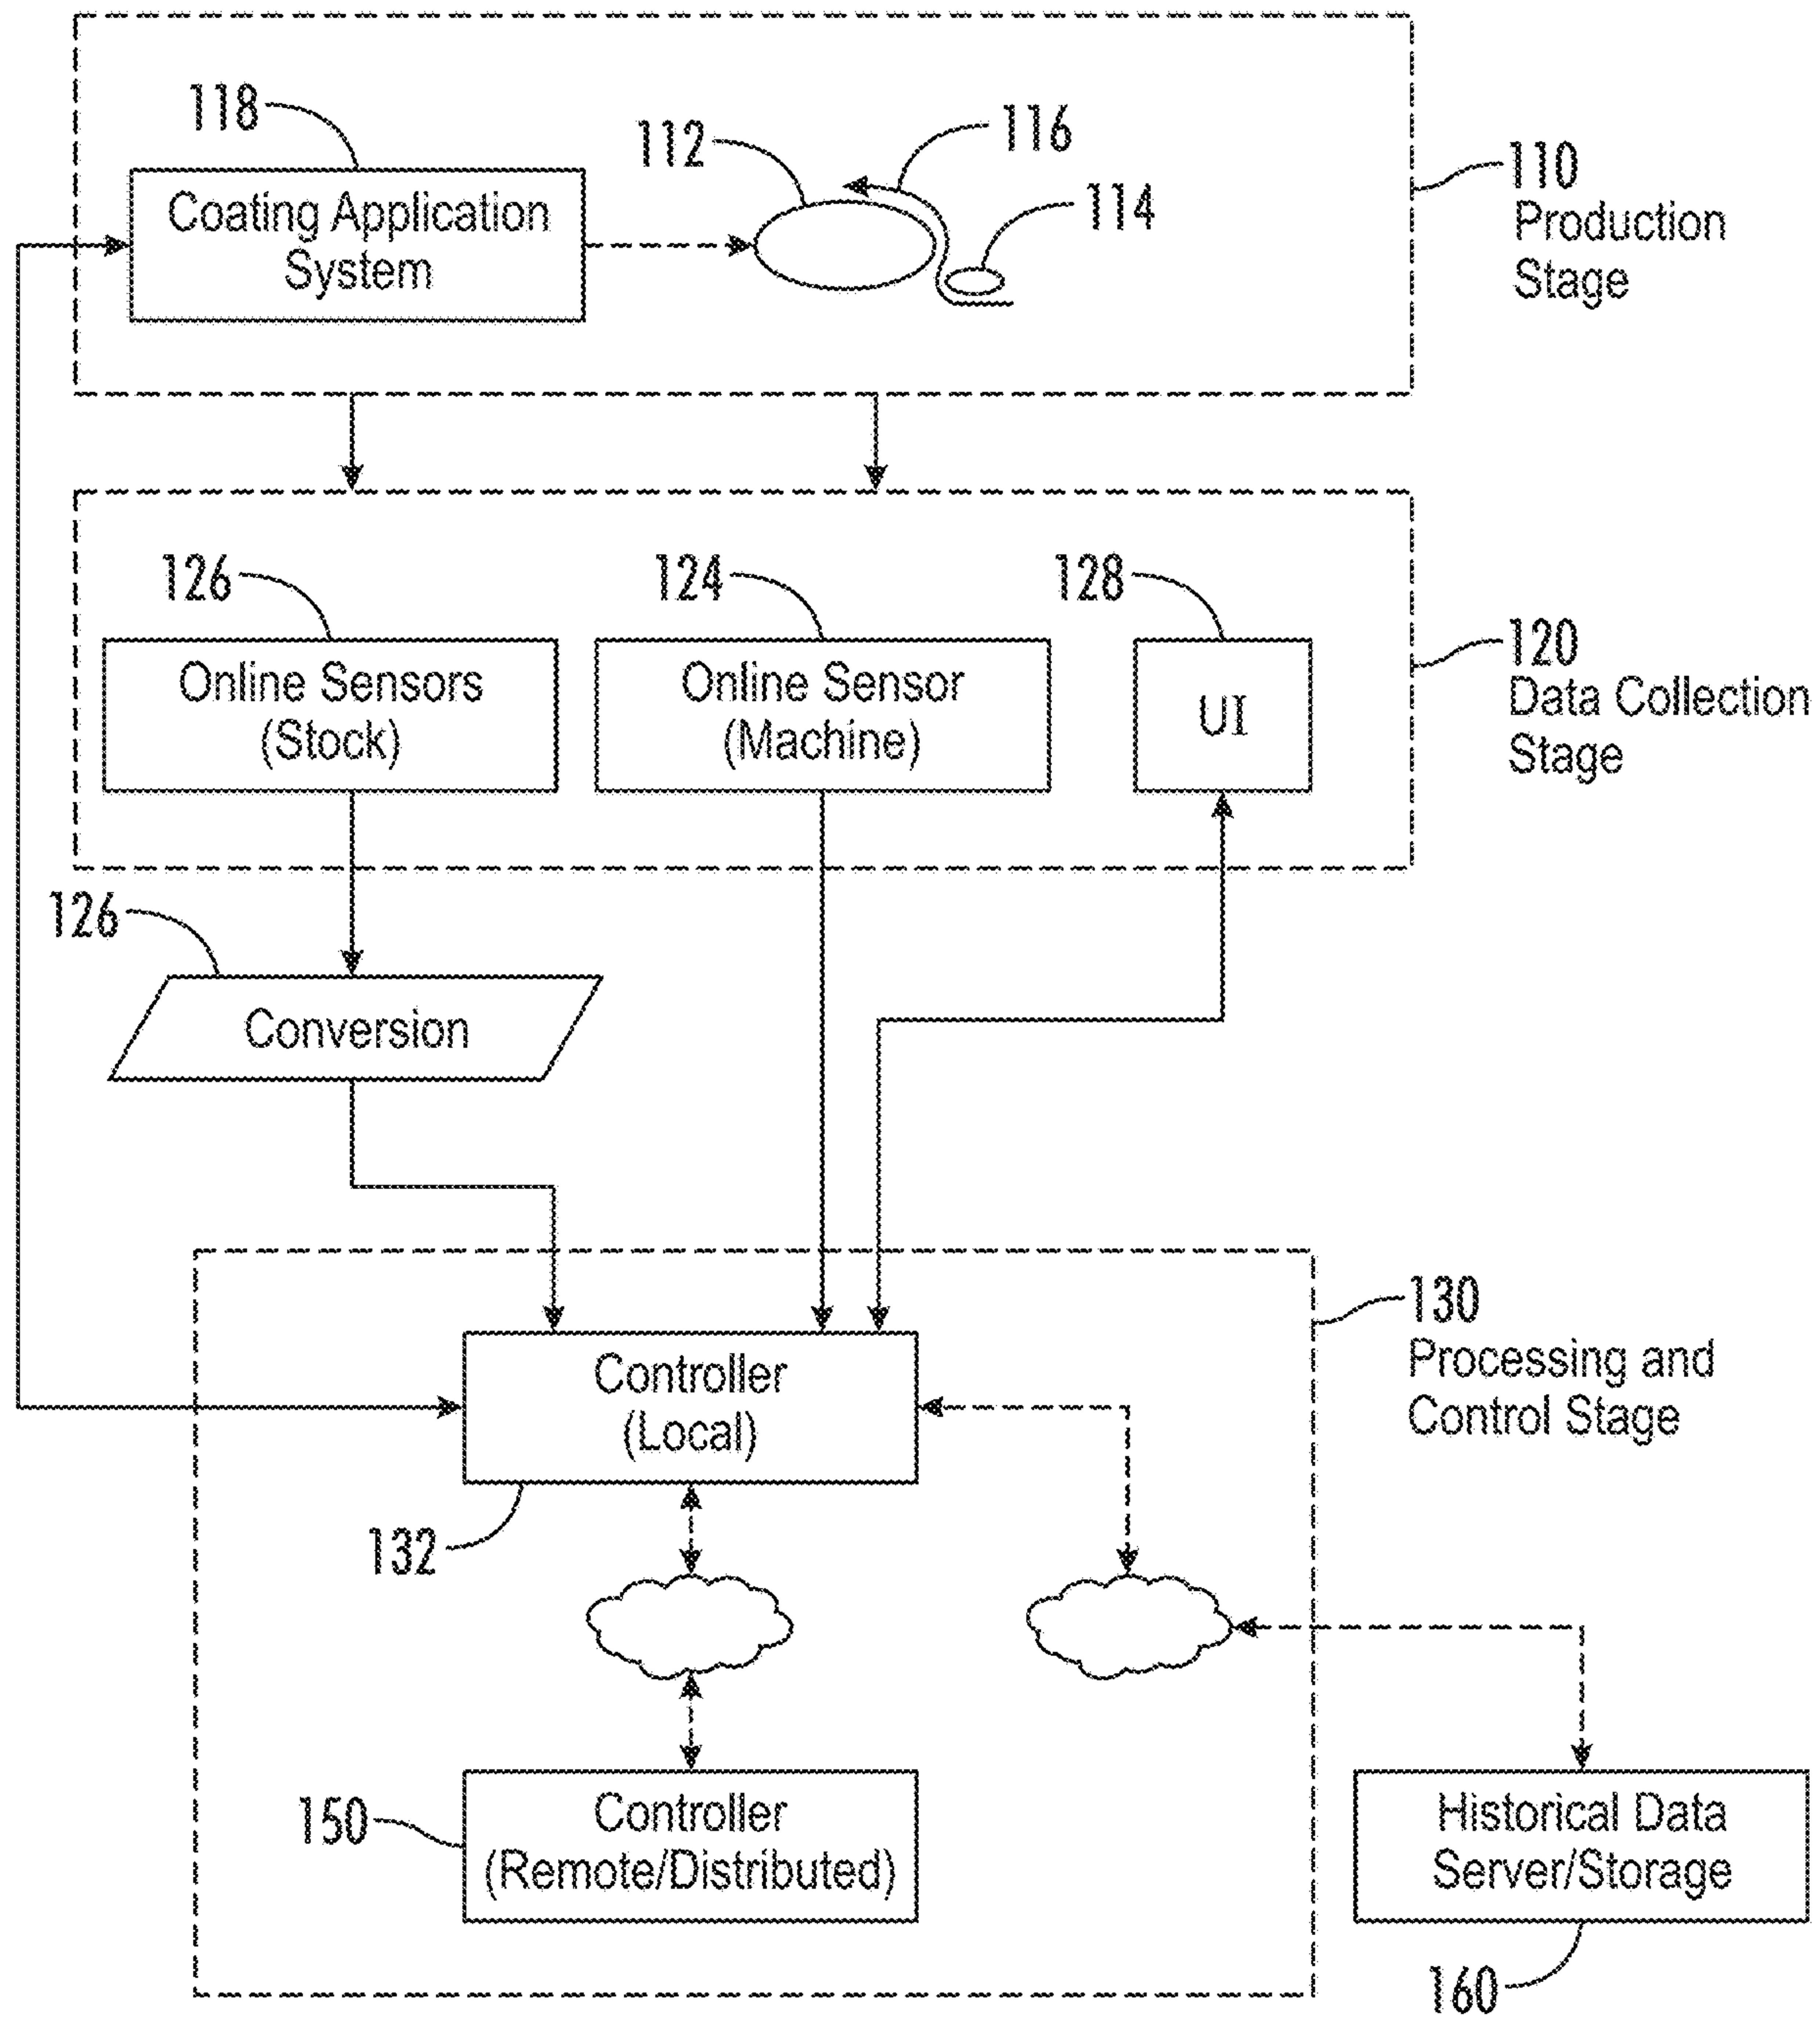 118
112
116
114
110
Production
Stage
Coating Application
System
126
124
128
120
Data Collection
Stage
Online Sensors
(Stock)
Online Sensor
(Machine)
UI
126
Conversion
130
Processing and
Control Stage
Controller
(Local)
132
150
Controller
(Remote/Distributed)
Historical Data
Server/Storage
160